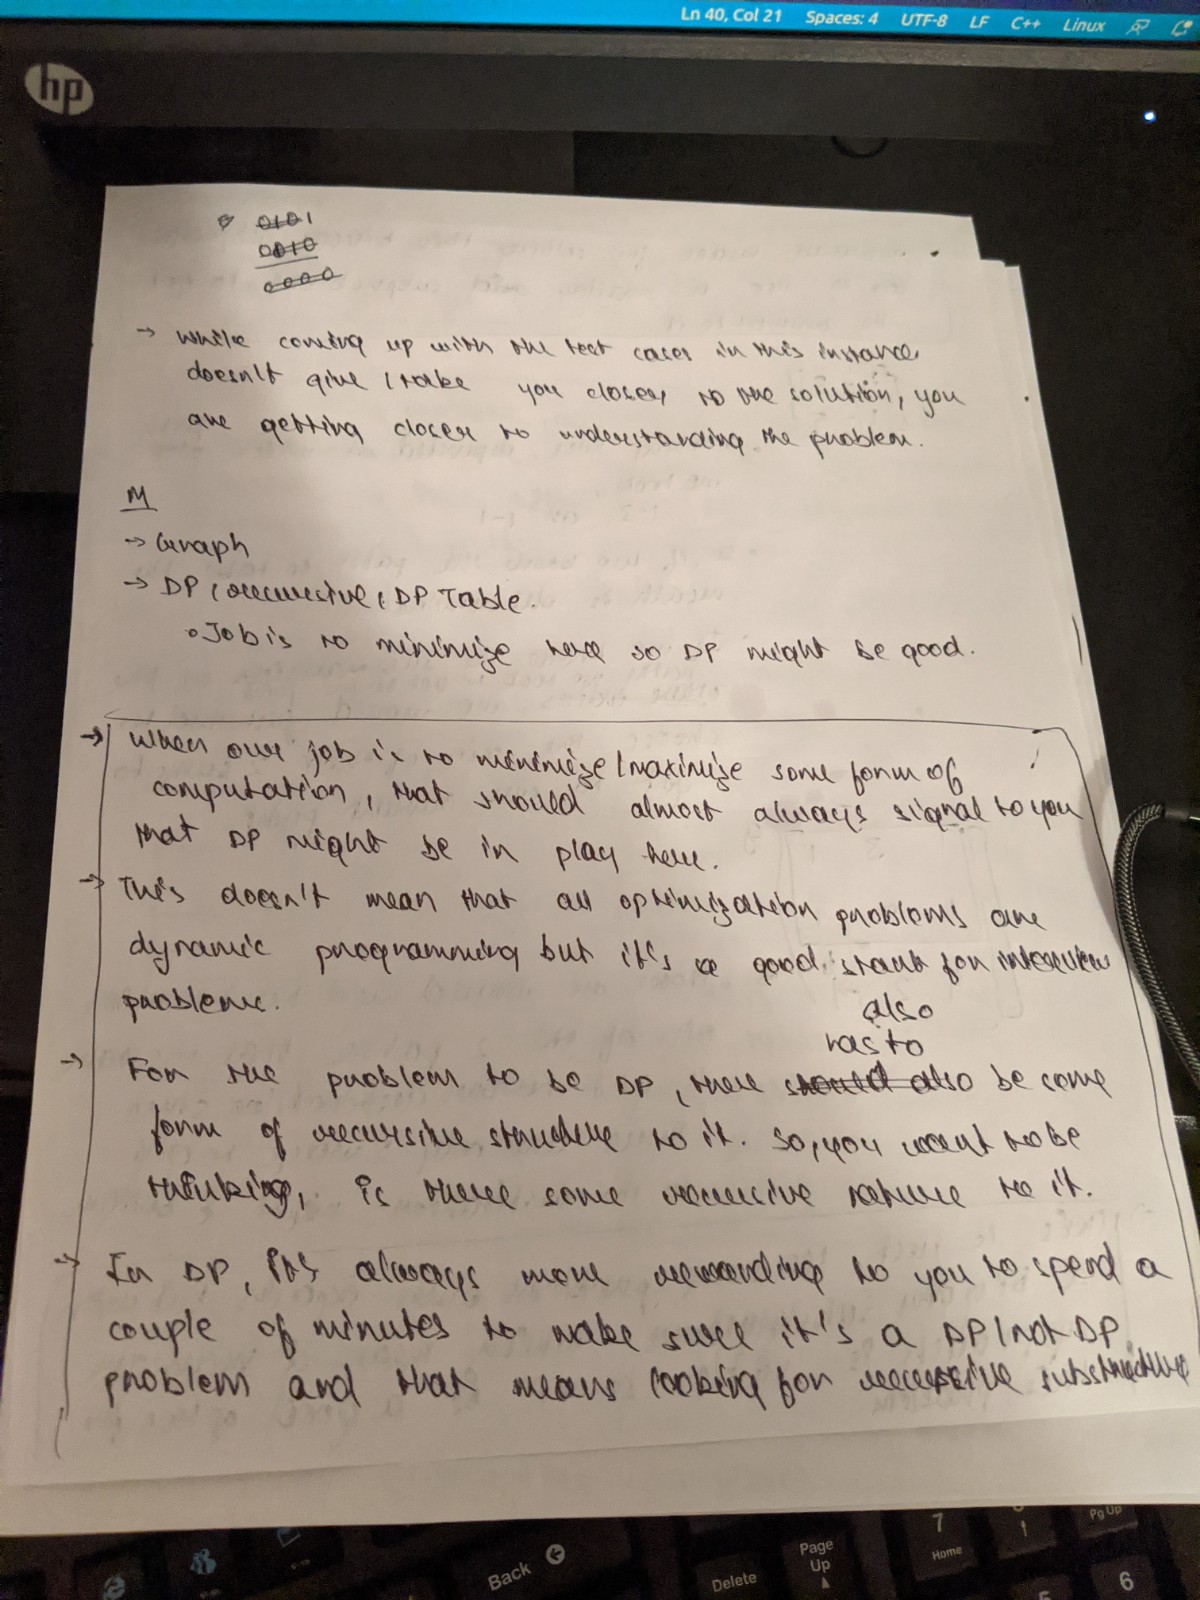 Ln 40, Col 21 Spaces: 4 UTF-8 LF C++ Linux
hp
0101
0010
0000
→ While coming up with the test cases in this instance
doesn't give / take you closer to the solution, you
are getting closer to understanding the problem.
M
→ Graph
→ DP, recursive, DP Table.
◦ Job is to minimize here so DP might be good.
→ When our job is to minimize / maximize some form of
computation, that should almost always signal to you
that DP might be in play here.
→ This doesn't mean that all optimization problems are
dynamic programming but it's a good start for interview
problems.
also
has to
→ For the problem to be DP, there should also be some
form of recursive structure to it. So, you want to be
thinking, is there some recursive nature to it.
→ In DP, it's always more rewarding to you to spend a
couple of minutes to make sure it's a DP / not DP
problem and that means looking for recursive substructure
Back
Delete
Page
Up
7
Home
Pg Up
6